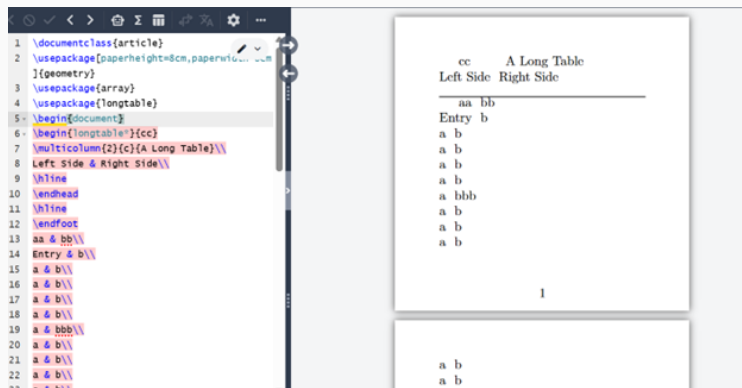 1 \documentclass{article}
2 \usepackage[paperheight=8cm,paperwidth=8cm
]{geometry}
3 \usepackage{array}
4 \usepackage{longtable}
5 \begin{document}
6 \begin{longtable*}{cc}
7 \multicolumn{2}{c}{A Long Table}\\
8 Left Side & Right Side\\
9 \hline
10 \endhead
11 \hline
12 \endfoot
13 aa & bb\\
14 Entry & b\\
15 a & b\\
16 a & b\\
17 a & b\\
18 a & b\\
19 a & bbb\\
20 a & b\\
21 a & b\\
22 a & b\\
cc A Long Table
Left Side Right Side
aa bb
Entry b
a b
a b
a b
a b
a bbb
a b
a b
a b
1
a b
a b